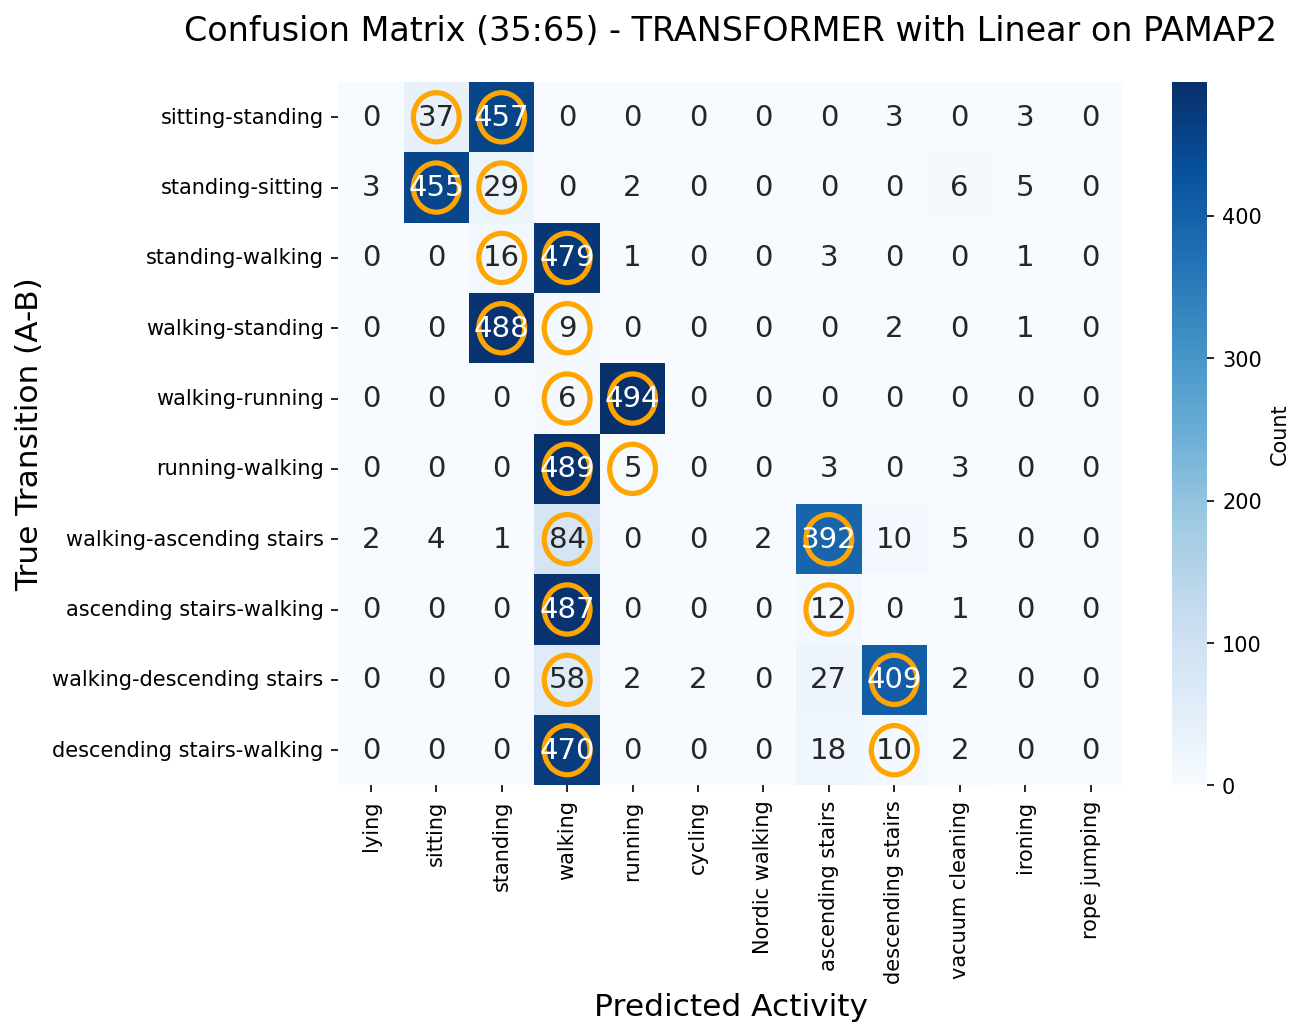 Confusion Matrix (35:65) - TRANSFORMER with Linear on PAMAP2
True Transition (A-B)
sitting-standing 0 37 457 0 0 0 0 0 3 0 3 0
standing-sitting 3 455 29 0 2 0 0 0 0 6 5 0
standing-walking 0 0 16 479 1 0 0 3 0 0 1 0
walking-standing 0 0 488 9 0 0 0 0 2 0 1 0
walking-running 0 0 0 6 494 0 0 0 0 0 0 0
running-walking 0 0 0 489 5 0 0 3 0 3 0 0
walking-ascending stairs 2 4 1 84 0 0 2 392 10 5 0 0
ascending stairs-walking 0 0 0 487 0 0 0 12 0 1 0 0
walking-descending stairs 0 0 0 58 2 2 0 27 409 2 0 0
descending stairs-walking 0 0 0 470 0 0 0 18 10 2 0 0
lying
sitting
standing
walking
running
cycling
Nordic walking
ascending stairs
descending stairs
vacuum cleaning
ironing
rope jumping
Predicted Activity
400
300
200
100
0
Count